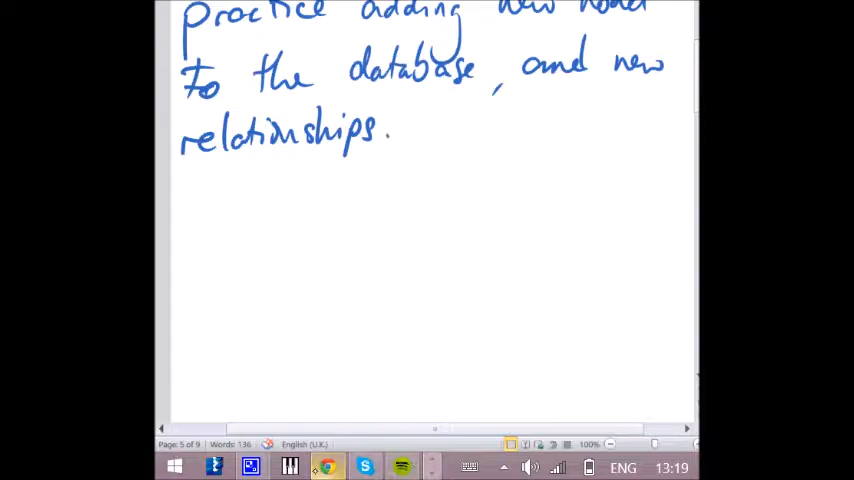 practice adding new nodes
to the database, and new
relationships.
Page: 5 of 9 Words: 136 English (U.K.) 100%
ENG 13:19